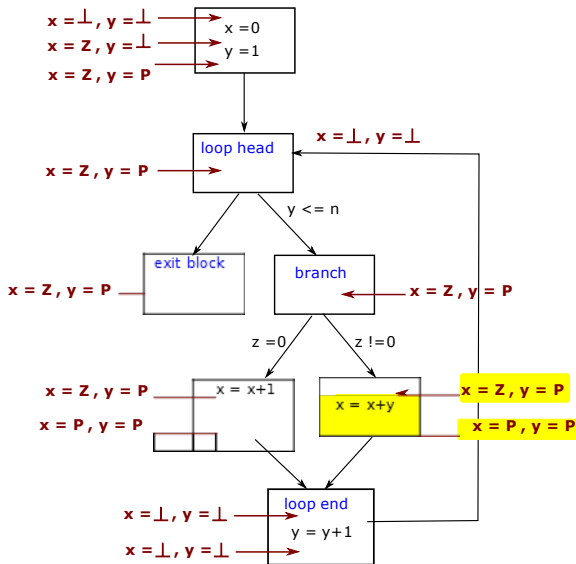 x = ⊥, y = ⊥
x = 0
x = Z, y = ⊥
y = 1
x = Z, y = P
loop head
x = ⊥, y = ⊥
x = Z, y = P
y <= n
exit block
branch
x = Z, y = P
x = Z, y = P
z =0
z !=0
x = Z, y = P
x = x+1
x = Z, y = P
x = x+y
x = P, y = P
x = P, y = P
loop end
x = ⊥, y = ⊥
y = y+1
x = ⊥, y = ⊥